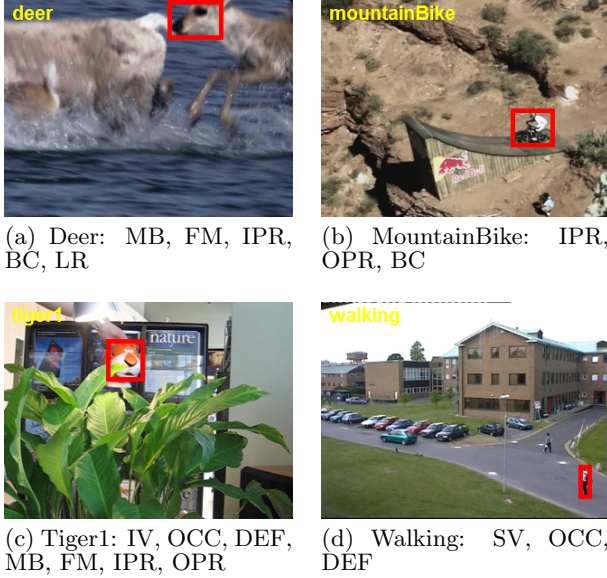 deer
mountainBike
RedBull
(a) Deer: MB, FM, IPR,
BC, LR
(b) MountainBike: IPR,
OPR, BC
tiger1
nature
walking
(c) Tiger1: IV, OCC, DEF,
MB, FM, IPR, OPR
(d) Walking: SV, OCC,
DEF